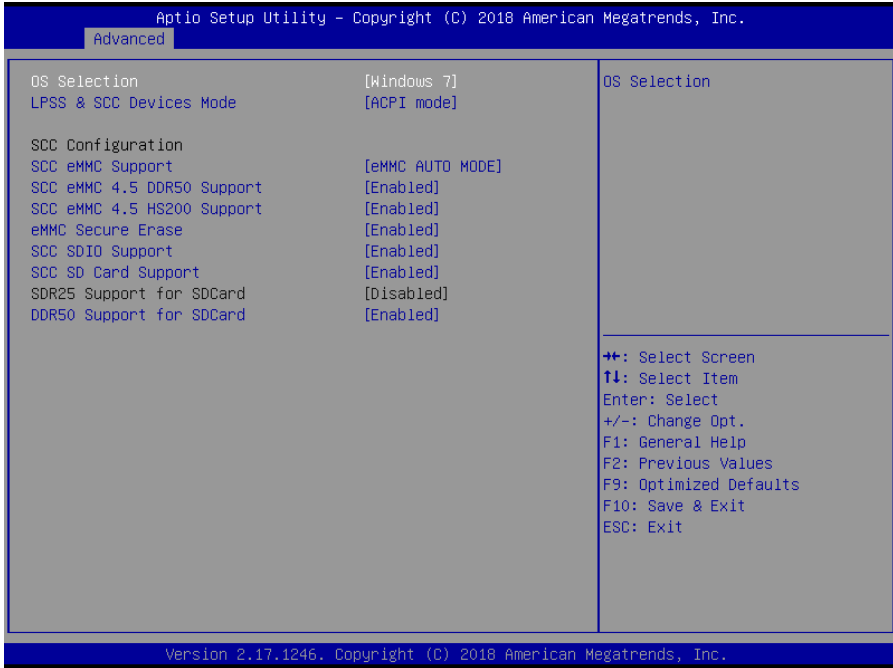 Aptio Setup Utility – Copyright (C) 2018 American Megatrends, Inc.
Advanced
OS Selection [Windows 7]
LPSS & SCC Devices Mode [ACPI mode]
SCC Configuration
SCC eMMC Support [eMMC AUTO MODE]
SCC eMMC 4.5 DDR50 Support [Enabled]
SCC eMMC 4.5 HS200 Support [Enabled]
eMMC Secure Erase [Enabled]
SCC SDIO Support [Enabled]
SCC SD Card Support [Enabled]
SDR25 Support for SDCard [Disabled]
DDR50 Support for SDCard [Enabled]
OS Selection
→←: Select Screen
↑↓: Select Item
Enter: Select
+/-: Change Opt.
F1: General Help
F2: Previous Values
F9: Optimized Defaults
F10: Save & Exit
ESC: Exit
Version 2.17.1246. Copyright (C) 2018 American Megatrends, Inc.